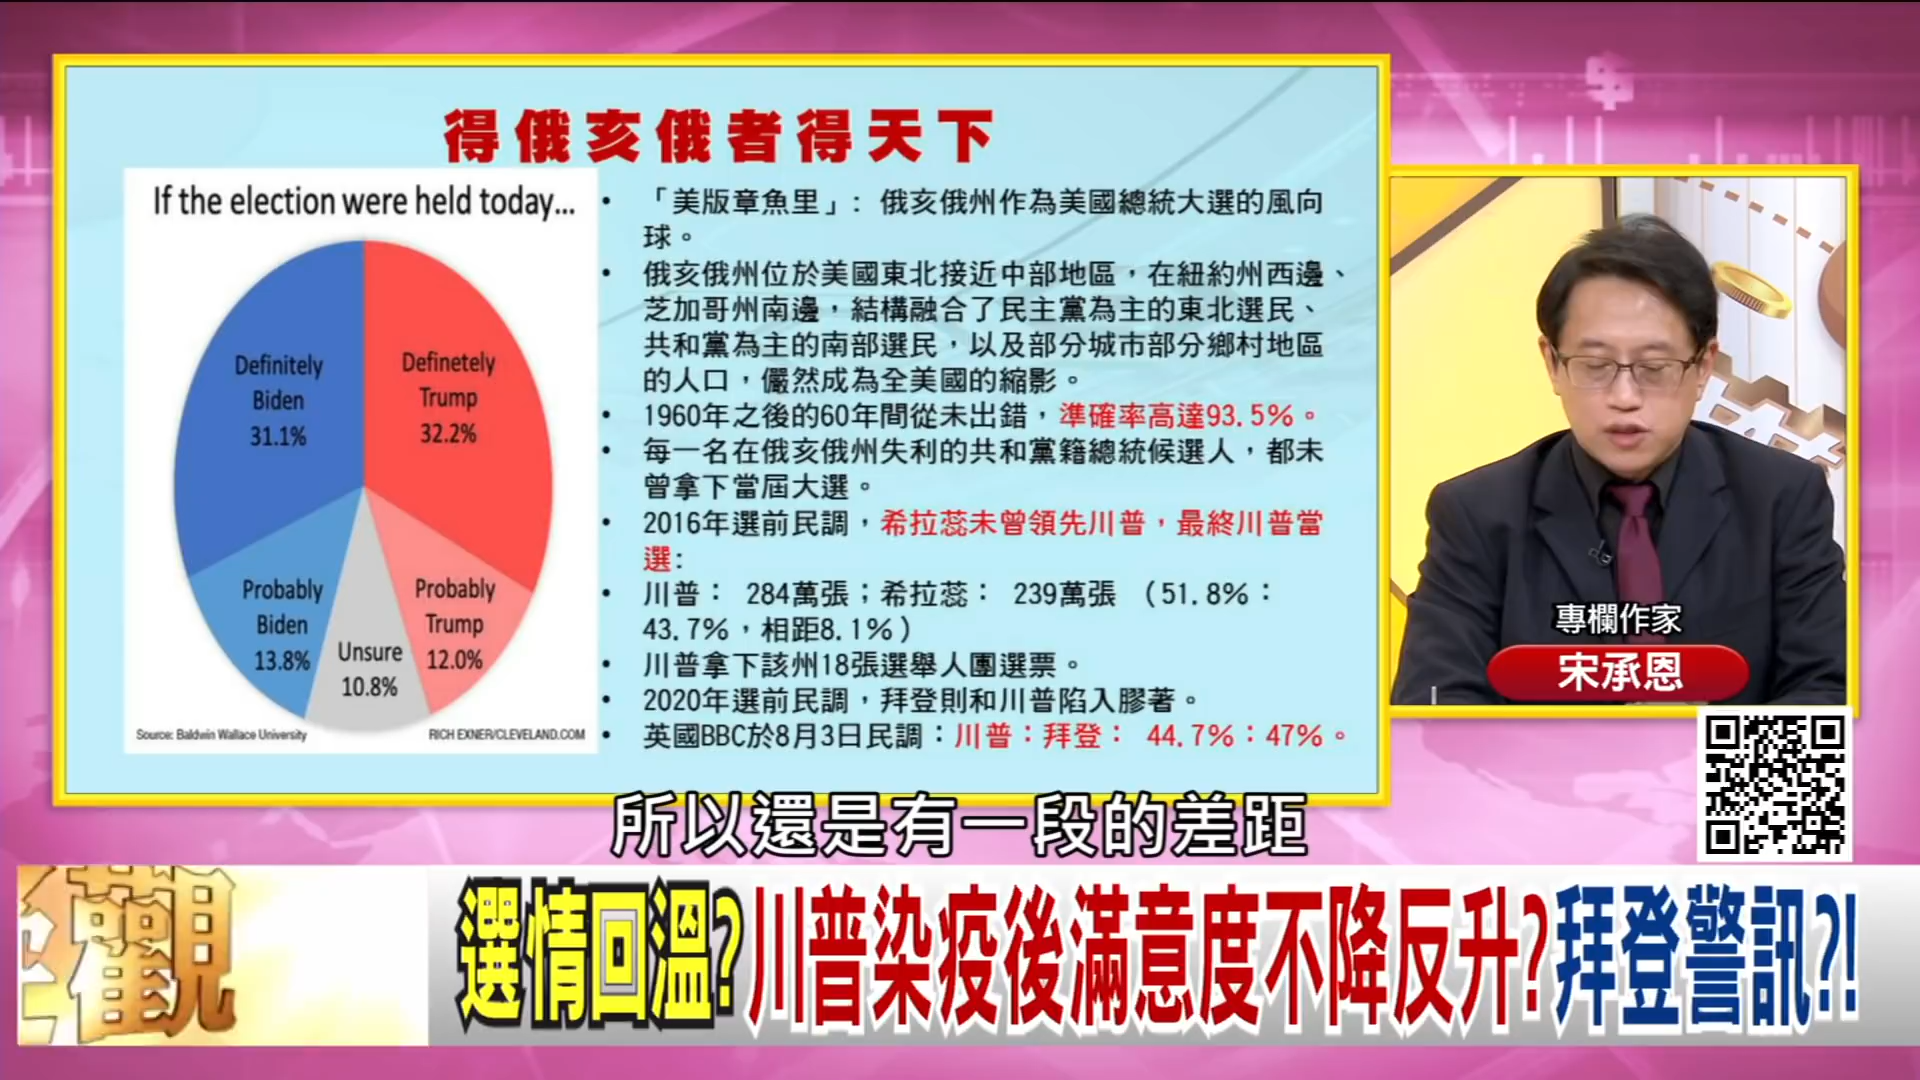 得俄亥俄者得天下
If the election were held today...
Definitely
Biden
31.1%
Definetely
Trump
32.2%
Probably
Biden
13.8%
Unsure
10.8%
Probably
Trump
12.0%
Source: Baldwin Wallace University
RICH EXNER/CLEVELAND.COM
• 「美版章魚里」: 俄亥俄州作為美國總統大選的風向
球。
• 俄亥俄州位於美國東北接近中部地區,在紐約州西邊、
芝加哥州南邊,結構融合了民主黨為主的東北選民、
共和黨為主的南部選民,以及部分城市部分鄉村地區
的人口,儼然成為全美國的縮影。
• 1960年之後的60年間從未出錯,準確率高達93.5%。
• 每一名在俄亥俄州失利的共和黨籍總統候選人,都未
曾拿下當屆大選。
• 2016年選前民調,希拉蕊未曾領先川普,最終川普當
選:
• 川普: 284萬張;希拉蕊: 239萬張 (51.8%:
43.7%,相距8.1%)
• 川普拿下該州18張選舉人團選票。
• 2020年選前民調,拜登則和川普陷入膠著。
• 英國BBC於8月3日民調:川普:拜登: 44.7%:47%。
專欄作家
宋承恩
所以還是有一段的差距
觀
選情回溫?川普染疫後滿意度不降反升?拜登警訊?!